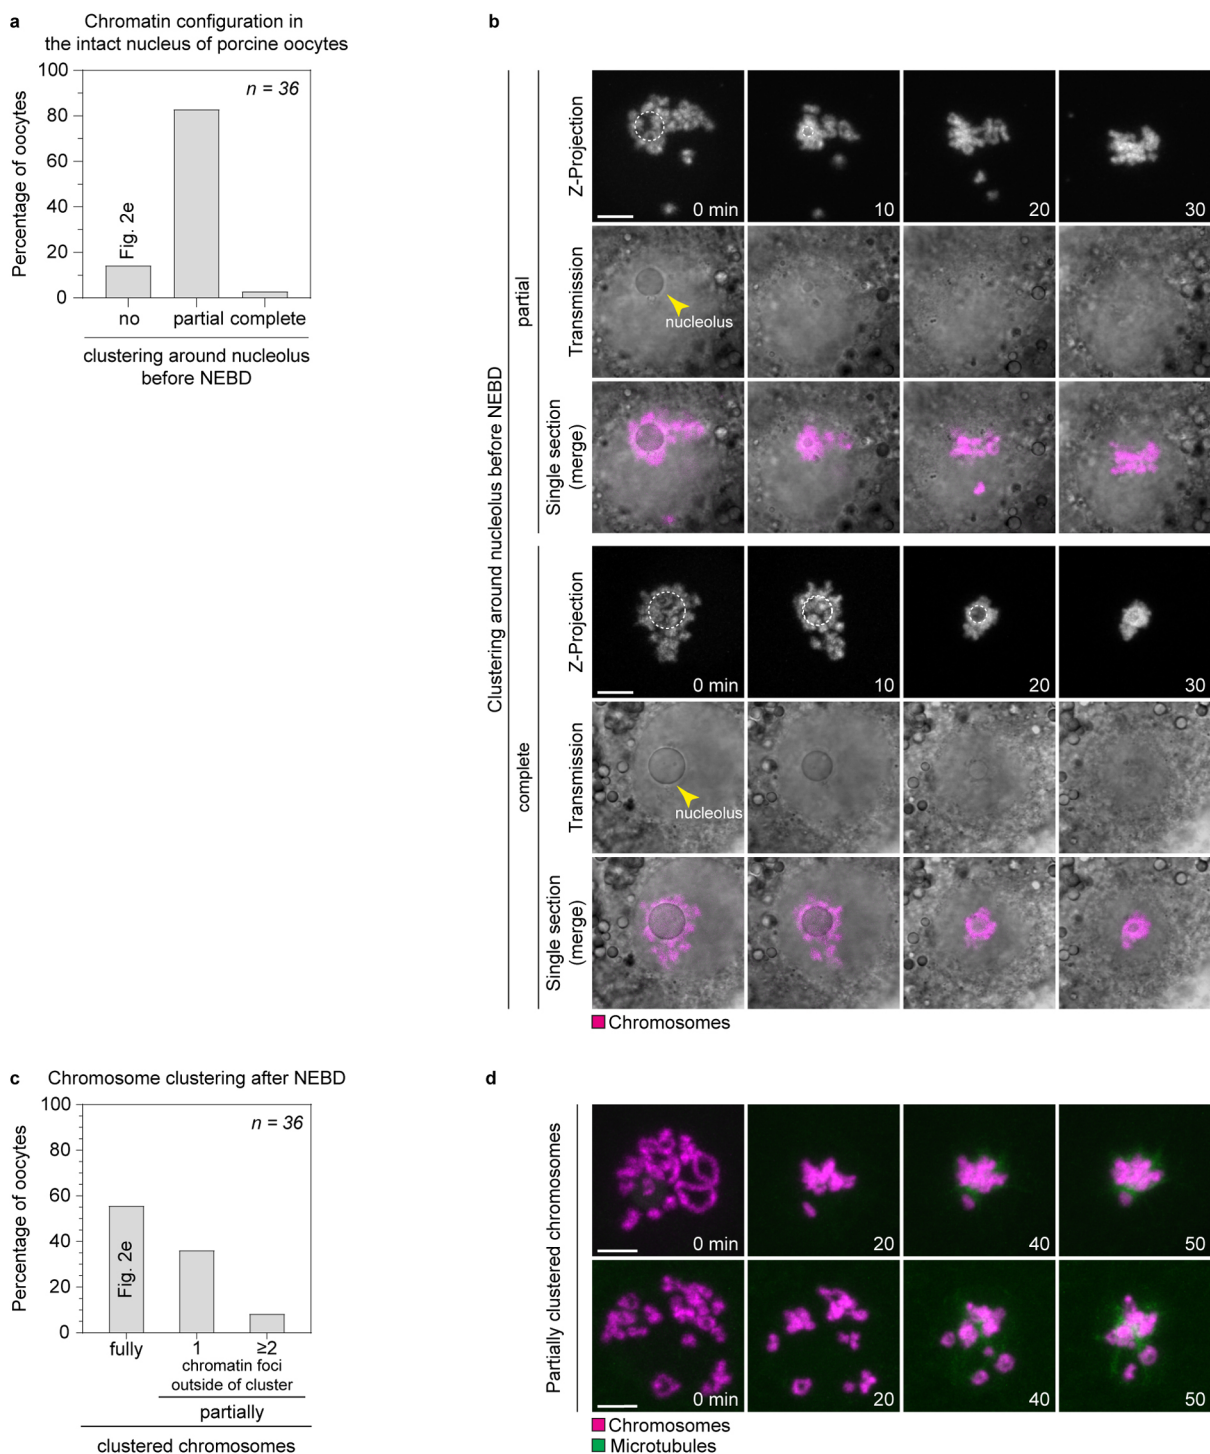 a
Chromatin configuration in
the intact nucleus of porcine oocytes
n = 36
Percentage of oocytes
100
80
60
40
20
0
Fig. 2e
no partial complete
clustering around nucleolus
before NEBD
b
Clustering around nucleolus before NEBD
partial
Z-Projection
0 min
10
20
30
Transmission
nucleolus
Single section
(merge)
complete
Z-Projection
0 min
10
20
30
Transmission
nucleolus
Single section
(merge)
Chromosomes
c
Chromosome clustering after NEBD
n = 36
Percentage of oocytes
100
80
60
40
20
0
Fig. 2e
fully 1 ≥2
chromatin foci
outside of cluster
partially
clustered chromosomes
d
Partially clustered chromosomes
0 min
20
40
50
0 min
20
40
50
Chromosomes
Microtubules